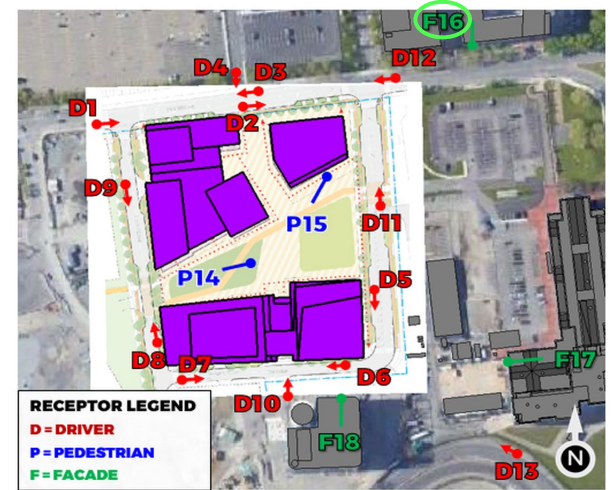 F16
D4
D3
D12
D1
D2
D9
P15
D11
P14
D5
D8
D7
D6
F17
D10
F18
D13
RECEPTOR LEGEND
D = DRIVER
P = PEDESTRIAN
F = FACADE
N